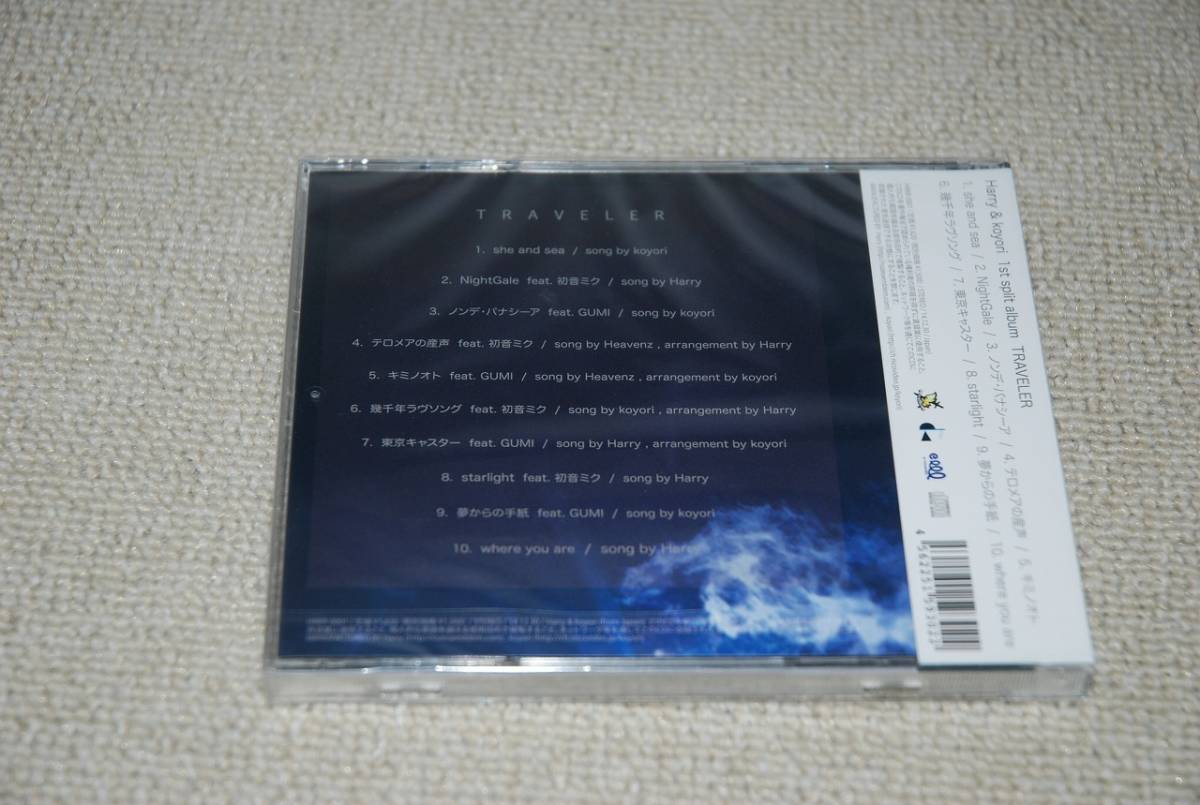 TRAVELER
1. she and sea / song by koyori
2. NightGale feat. 初音ミク / song by Harry
3. ノンデ・パナシーア feat. GUMI / song by koyori
4. テロメアの産声 feat. 初音ミク / song by Heavenz , arrangement by Harry
5. キミノオト feat. GUMI / song by Heavenz , arrangement by koyori
6. 幾千年ラヴソング feat. 初音ミク / song by koyori , arrangement by Harry
7. 東京キャスター feat. GUMI / song by Harry , arrangement by koyori
8. starlight feat. 初音ミク / song by Harry
9. 夢からの手紙 feat. GUMI / song by koyori
10. where you are / song by Harry
Harry & koyori 1st split album TRAVELER
1. she and sea / 2. NightGale / 3. ノンデ・パナシーア / 4. テロメアの産声 / 5. キミノオト
6. 幾千年ラヴソング / 7. 東京キャスター / 8. starlight / 9. 夢からの手紙 / 10. where you are